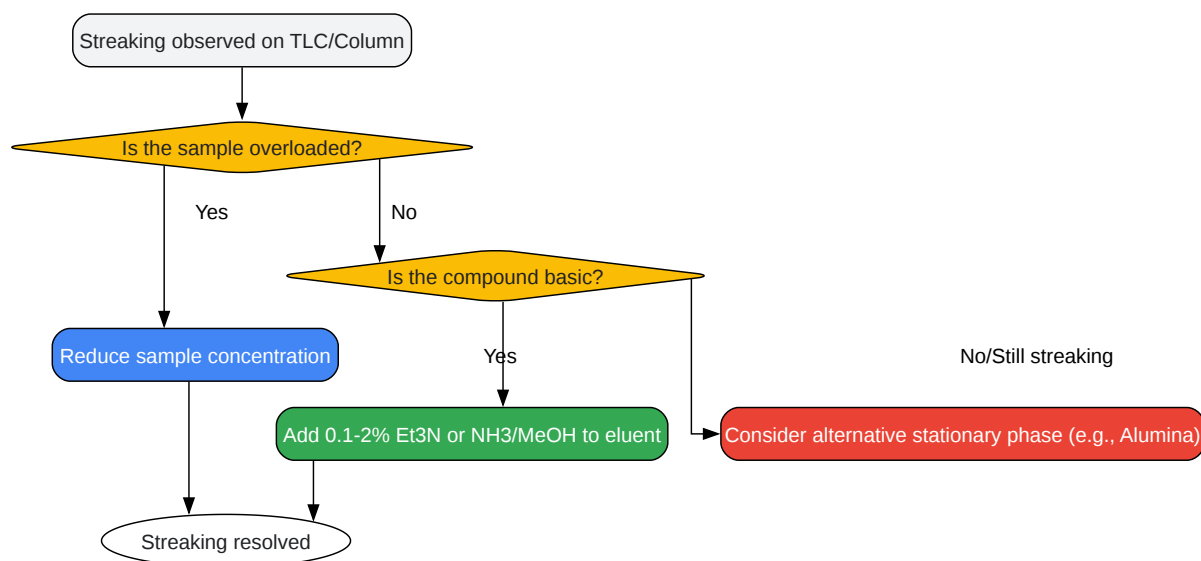 Streaking observed on TLC/Column
Is the sample overloaded?
Yes
No
Is the compound basic?
Reduce sample concentration
Yes
No/Still streaking
Add 0.1-2% Et3N or NH3/MeOH to eluent
Consider alternative stationary phase (e.g., Alumina)
Streaking resolved